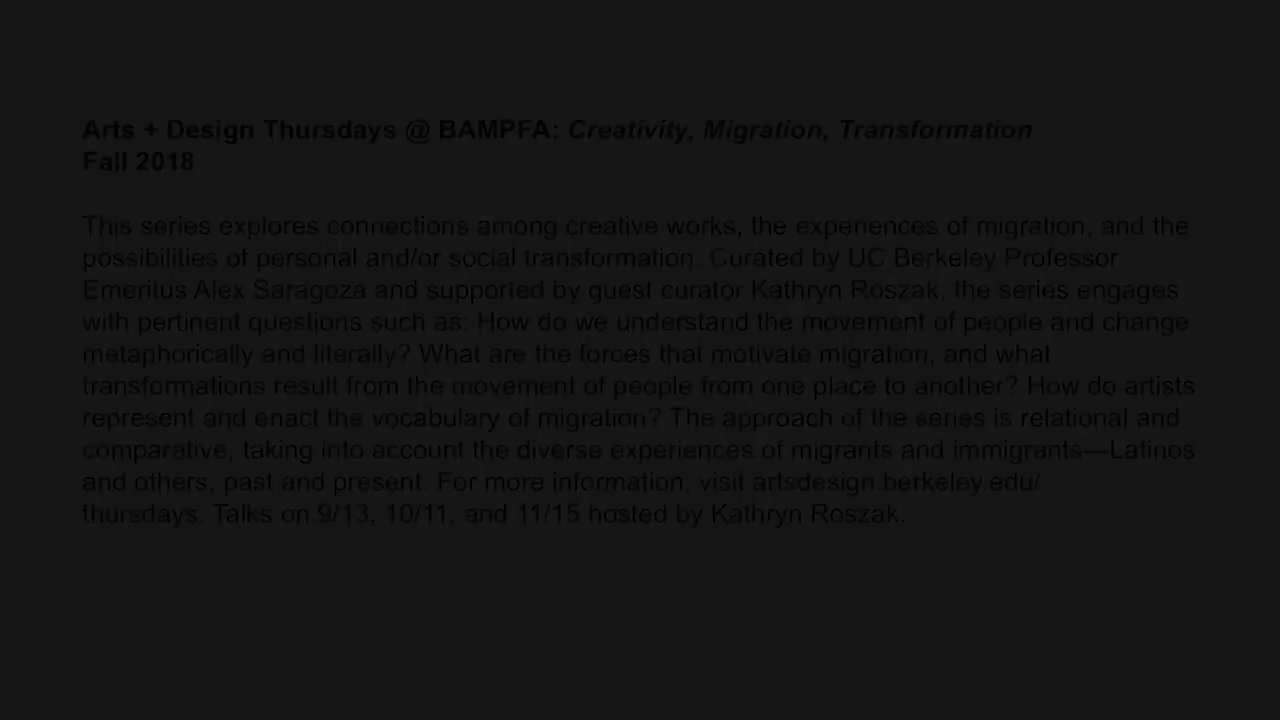 Arts + Design Thursdays @ BAMPFA: Creativity, Migration, Transformation
Fall 2018
This series explores connections among creative works, the experiences of migration, and the
possibilities of personal and/or social transformation. Curated by UC Berkeley Professor
Emeritus Alex Saragoza and supported by guest curator Kathryn Roszak, the series engages
with pertinent questions such as: How do we understand the movement of people and change
metaphorically and literally? What are the forces that motivate migration, and what
transformations result from the movement of people from one place to another? How do artists
represent and enact the vocabulary of migration? The approach of the series is relational and
comparative, taking into account the diverse experiences of migrants and immigrants—Latinos
and others, past and present. For more information, visit artsdesign.berkeley.edu/
thursdays. Talks on 9/13, 10/11, and 11/15 hosted by Kathryn Roszak.